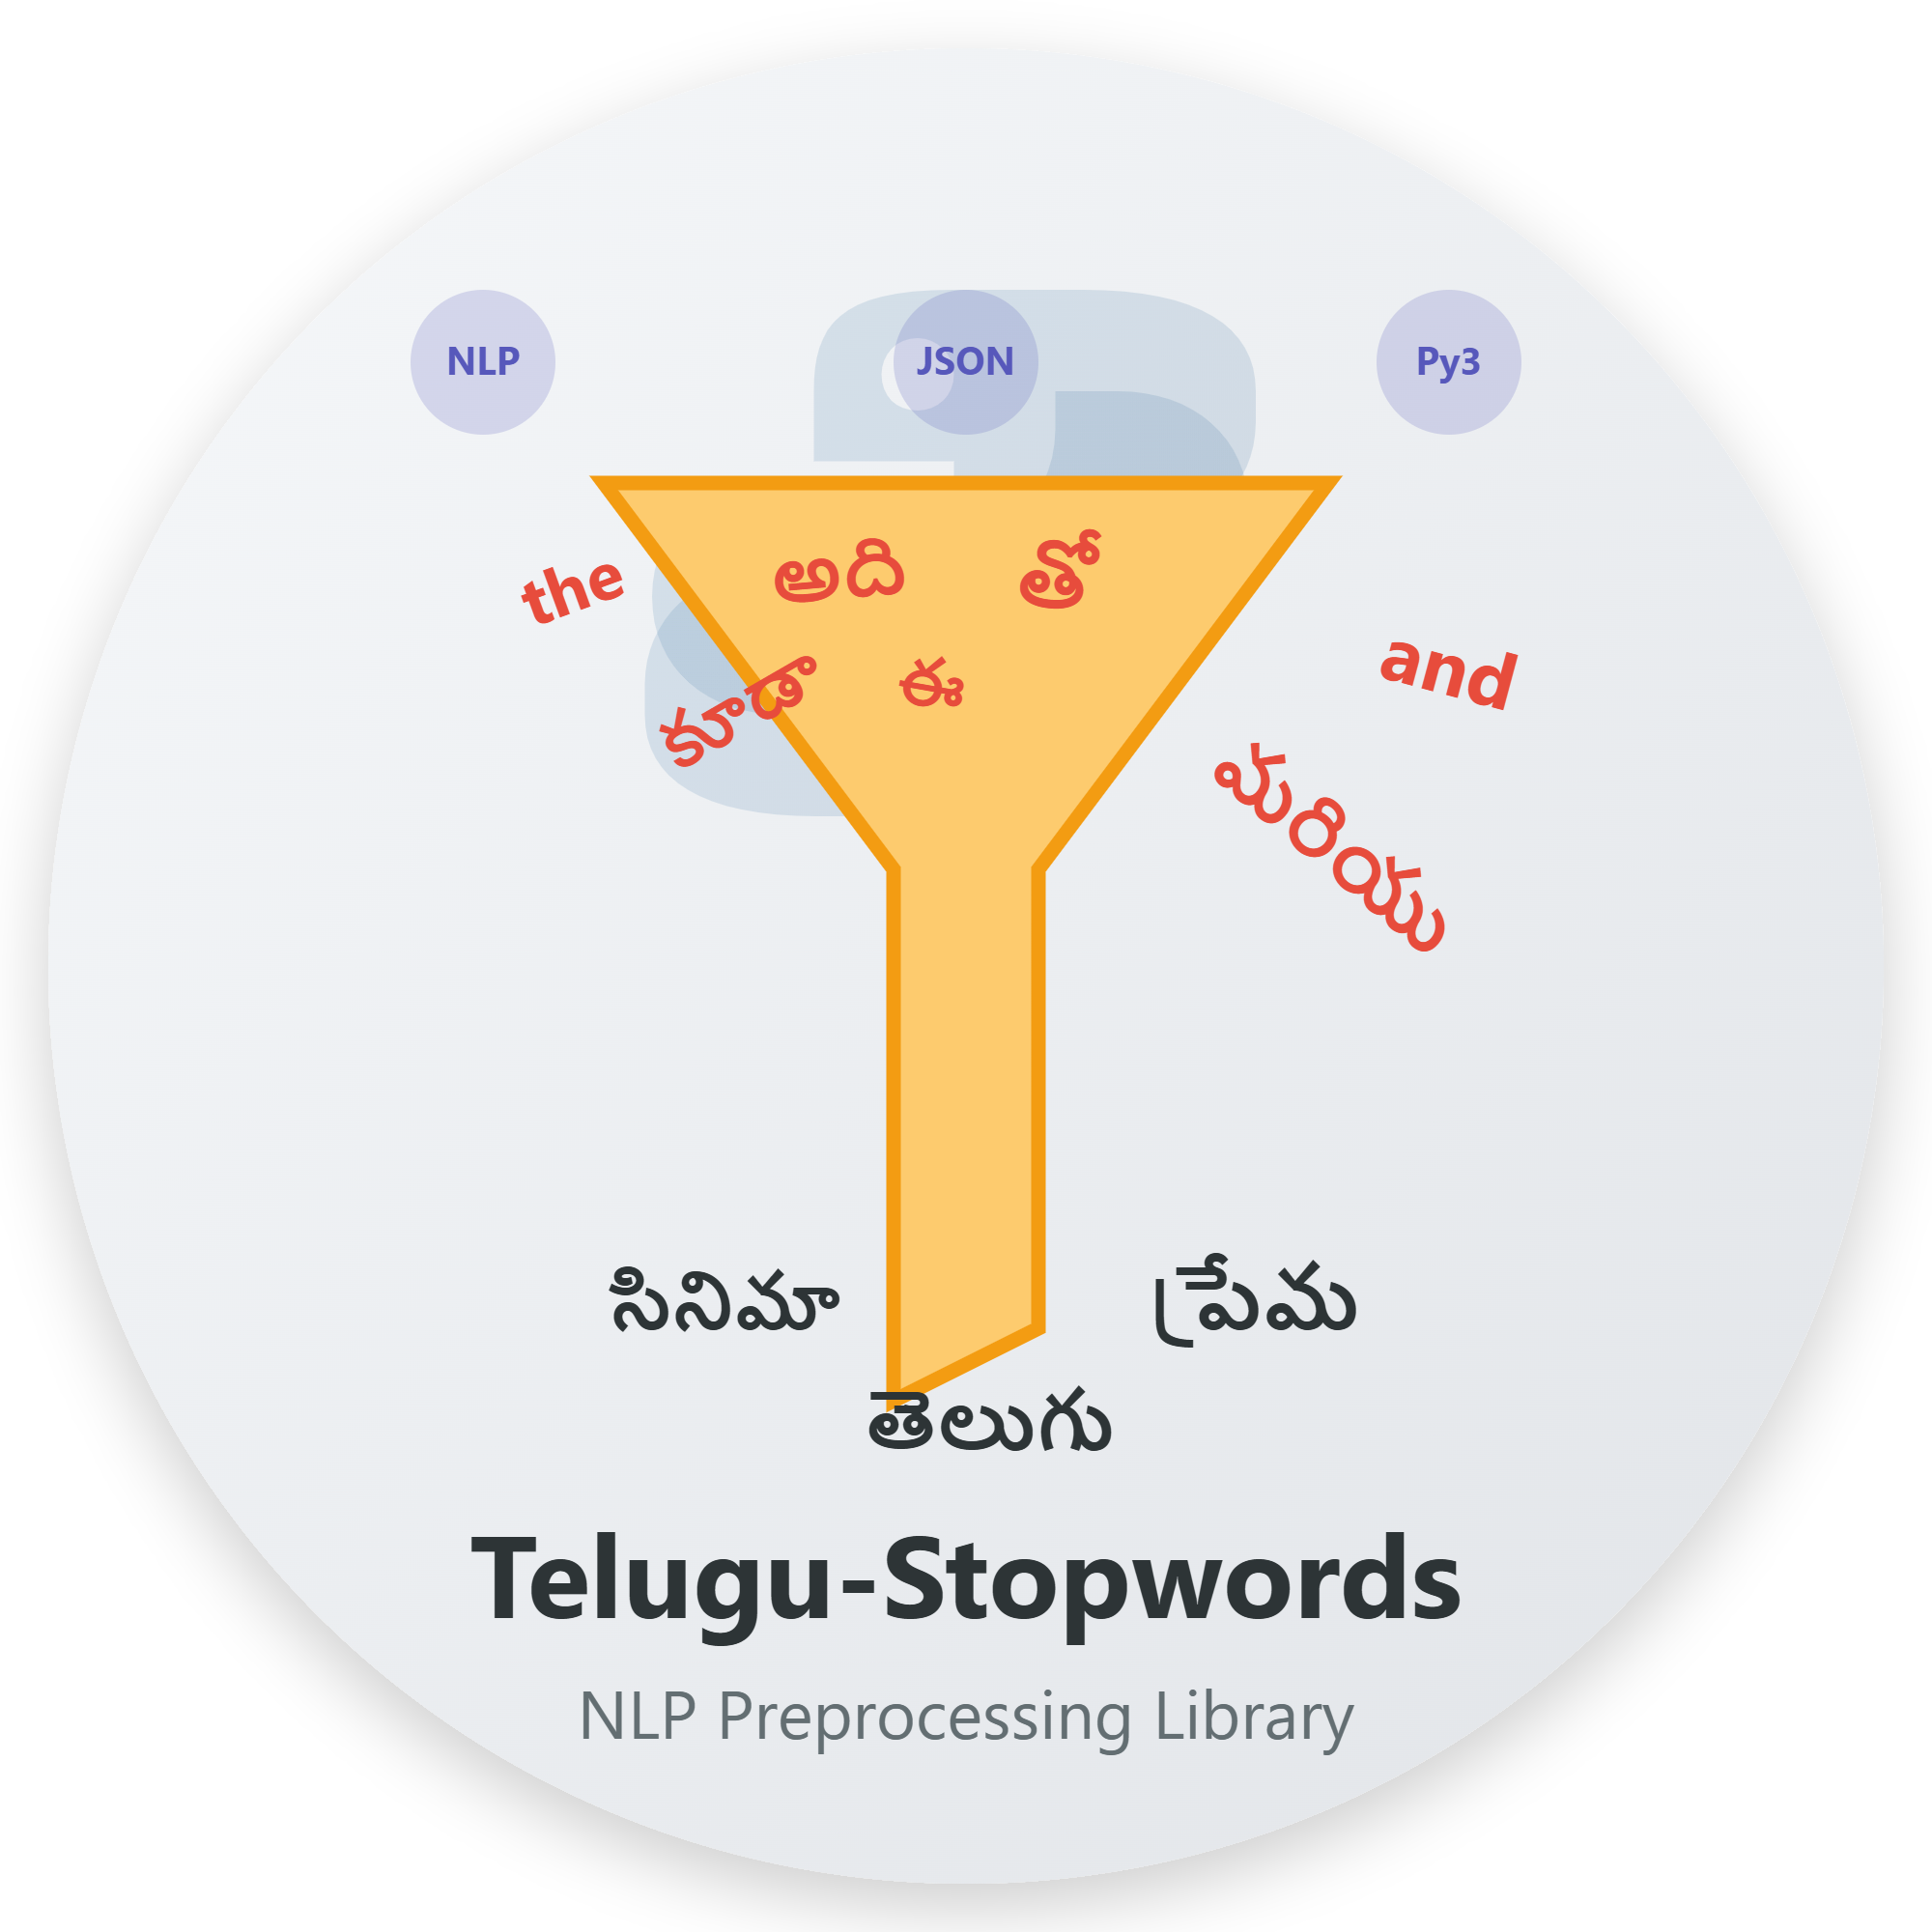 NLP
JSON
Py3
the
అది
తో
and
కూడా
ఈ
మరియు
సినిమా
ప్రేమ
తెలుగు
Telugu-Stopwords
NLP Preprocessing Library